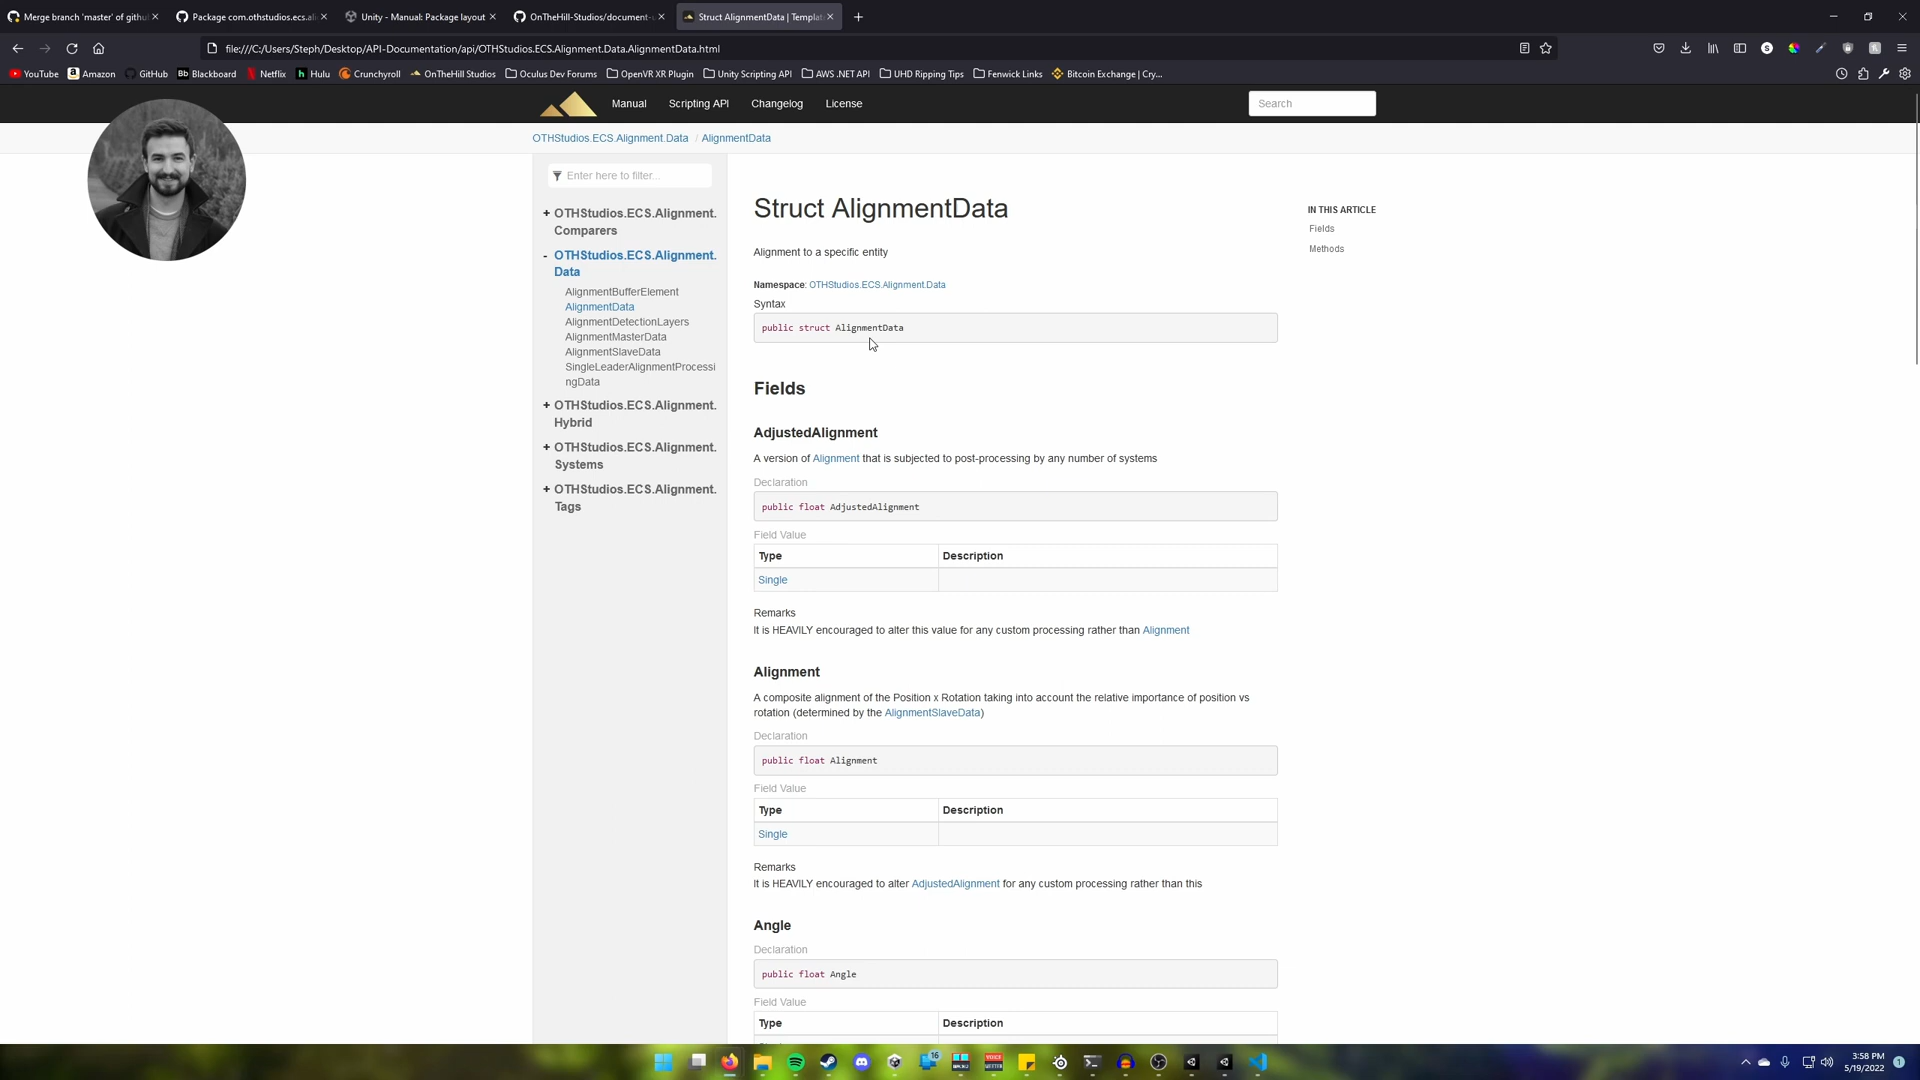 Merge branch 'master' of githu
Package com.othstudios.ecs.ali
Unity - Manual: Package layout
OnTheHill-Studios/document-u
Struct AlignmentData | Templat
file:///C:/Users/Steph/Desktop/API-Documentation/api/OTHStudios.ECS.Alignment.Data.AlignmentData.html
YouTube Amazon GitHub Bb Blackboard Netflix Hulu Crunchyroll OnTheHill Studios Oculus Dev Forums OpenVR XR Plugin Unity Scripting API AWS .NET API UHD Ripping Tips Fenwick Links Bitcoin Exchange | Cry...
Manual Scripting API Changelog License Search
OTHStudios.ECS.Alignment.Data / AlignmentData
Enter here to filter...
+ OTHStudios.ECS.Alignment.
Comparers
- OTHStudios.ECS.Alignment.
Data
AlignmentBufferElement
AlignmentData
AlignmentDetectionLayers
AlignmentMasterData
AlignmentSlaveData
SingleLeaderAlignmentProcessi
ngData
+ OTHStudios.ECS.Alignment.
Hybrid
+ OTHStudios.ECS.Alignment.
Systems
+ OTHStudios.ECS.Alignment.
Tags
Struct AlignmentData
Alignment to a specific entity
Namespace: OTHStudios.ECS.Alignment.Data
Syntax
public struct AlignmentData
Fields
AdjustedAlignment
A version of Alignment that is subjected to post-processing by any number of systems
Declaration
public float AdjustedAlignment
Field Value
Type Description
Single
Remarks
It is HEAVILY encouraged to alter this value for any custom processing rather than Alignment
Alignment
A composite alignment of the Position x Rotation taking into account the relative importance of position vs
rotation (determined by the AlignmentSlaveData)
Declaration
public float Alignment
Field Value
Type Description
Single
Remarks
It is HEAVILY encouraged to alter AdjustedAlignment for any custom processing rather than this
Angle
Declaration
public float Angle
Field Value
Type Description
IN THIS ARTICLE
Fields
Methods
16
3:58 PM
5/19/2022
1